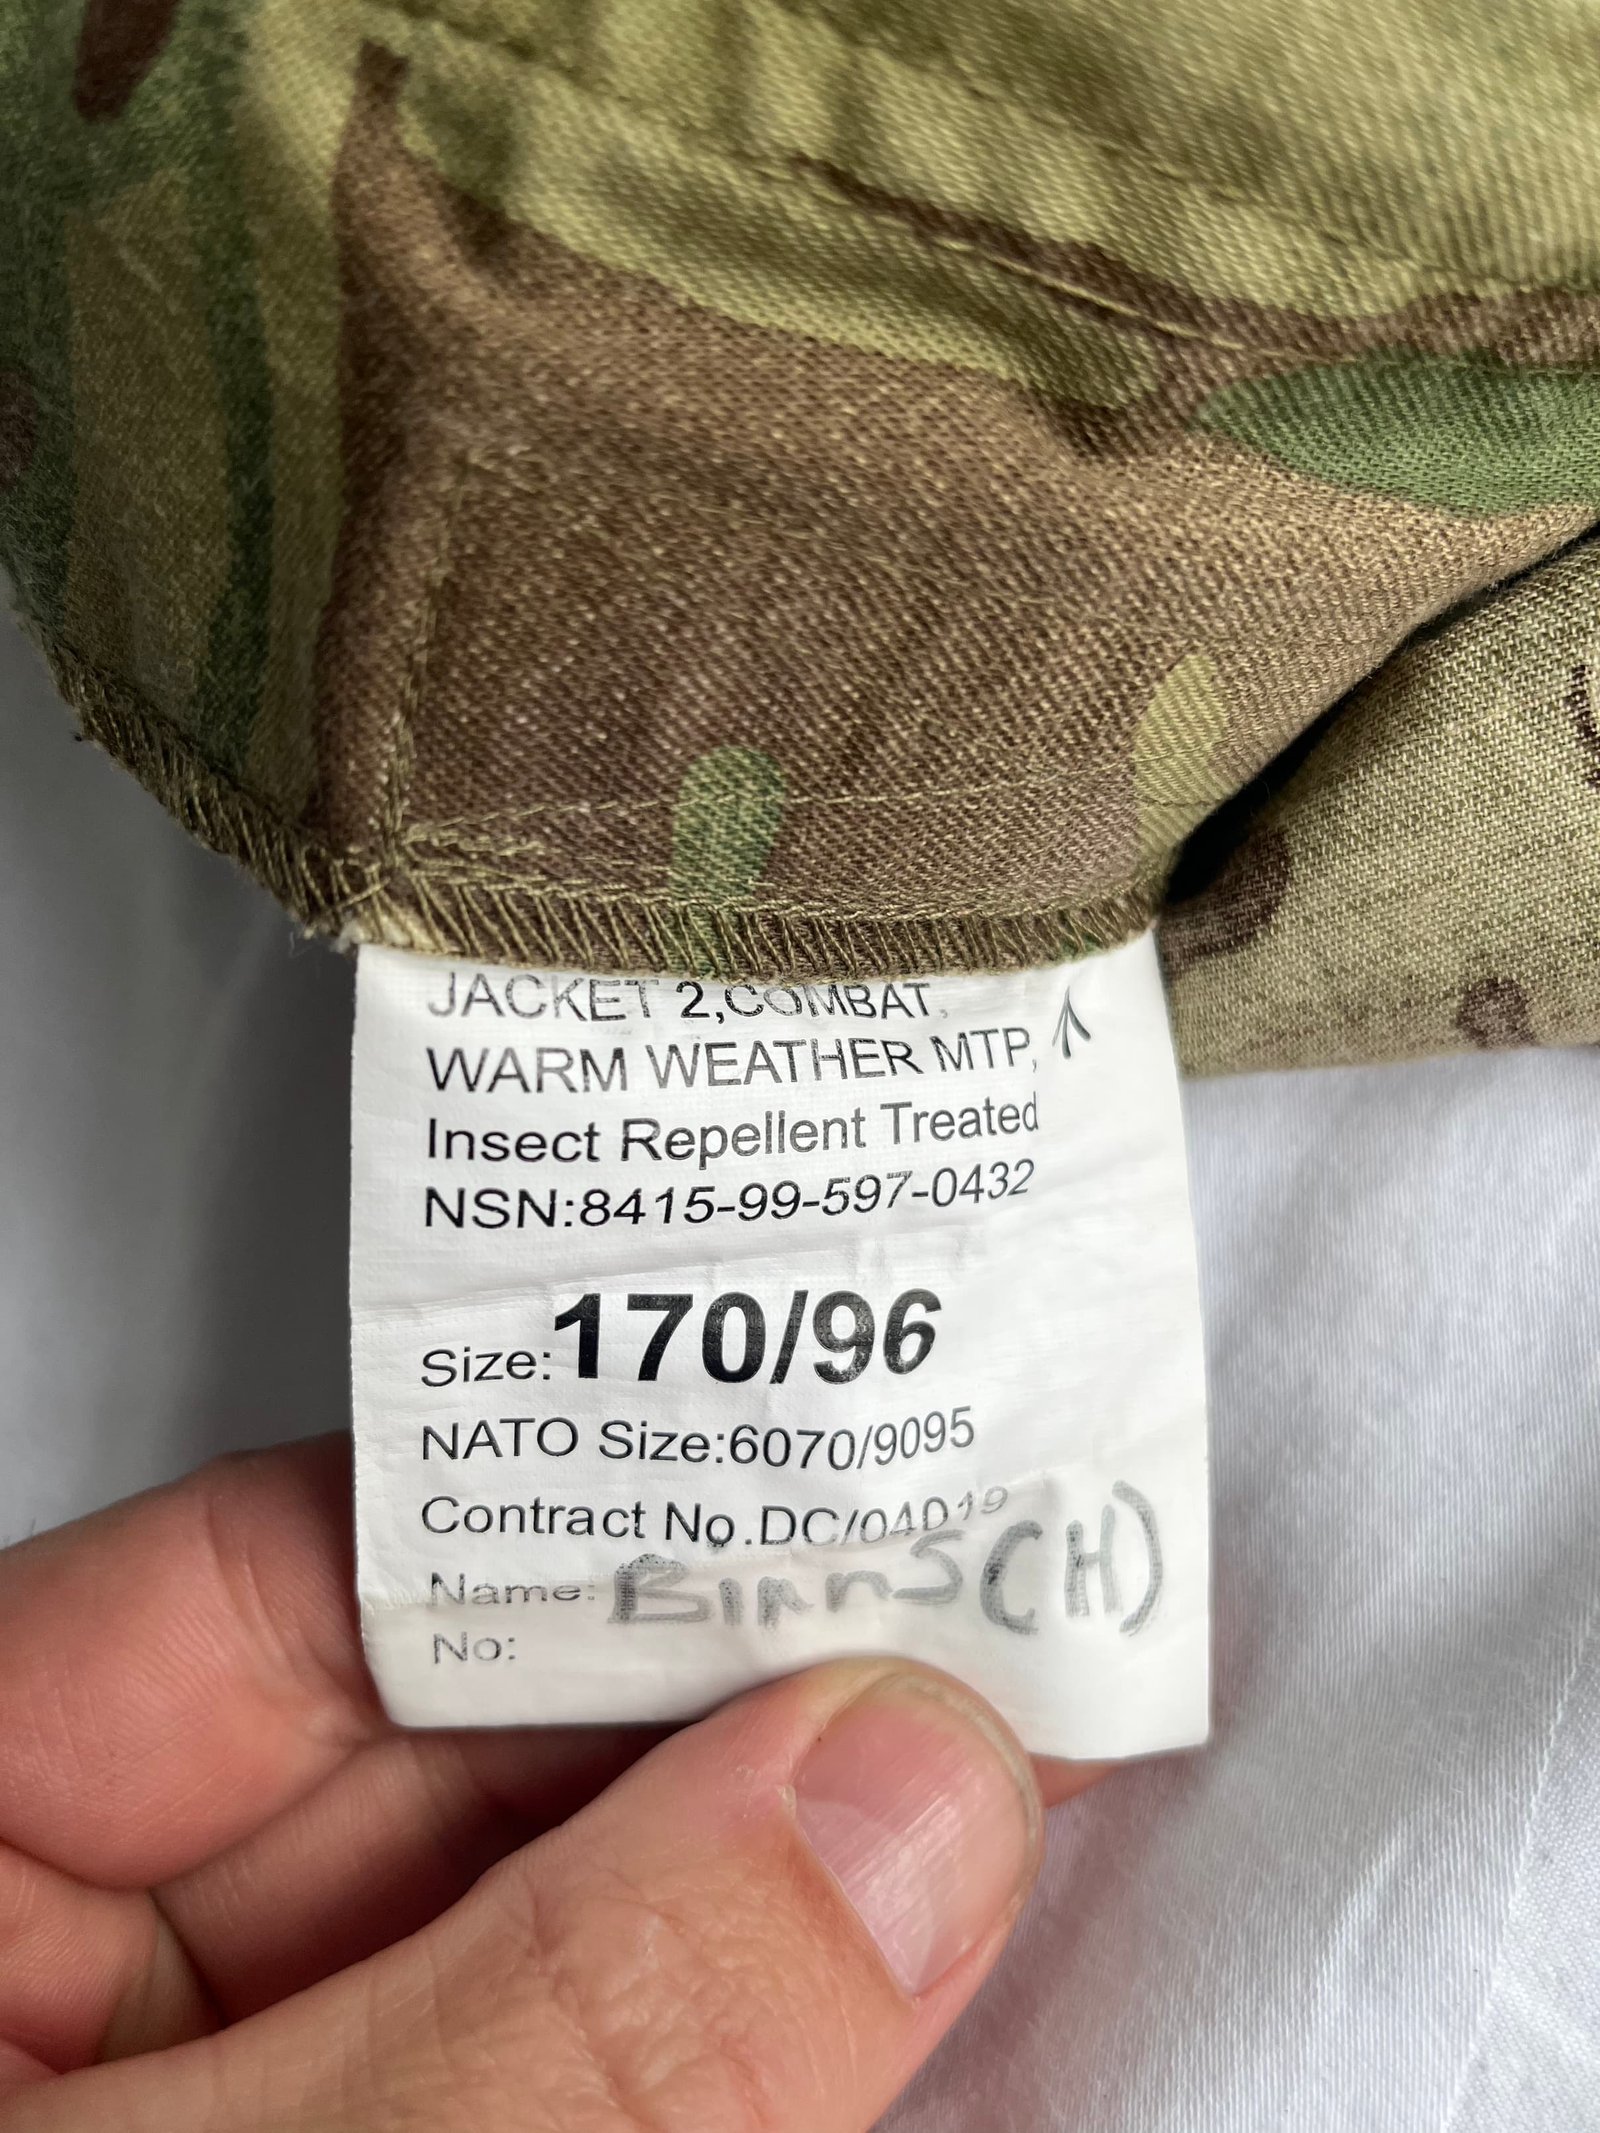 JACKET 2,COMBAT,
WARM WEATHER MTP,
Insect Repellent Treated
NSN:8415-99-597-0432
Size:170/96
NATO Size:6070/9095
Contract No.DC/04019
Name: Binns (H)
No: